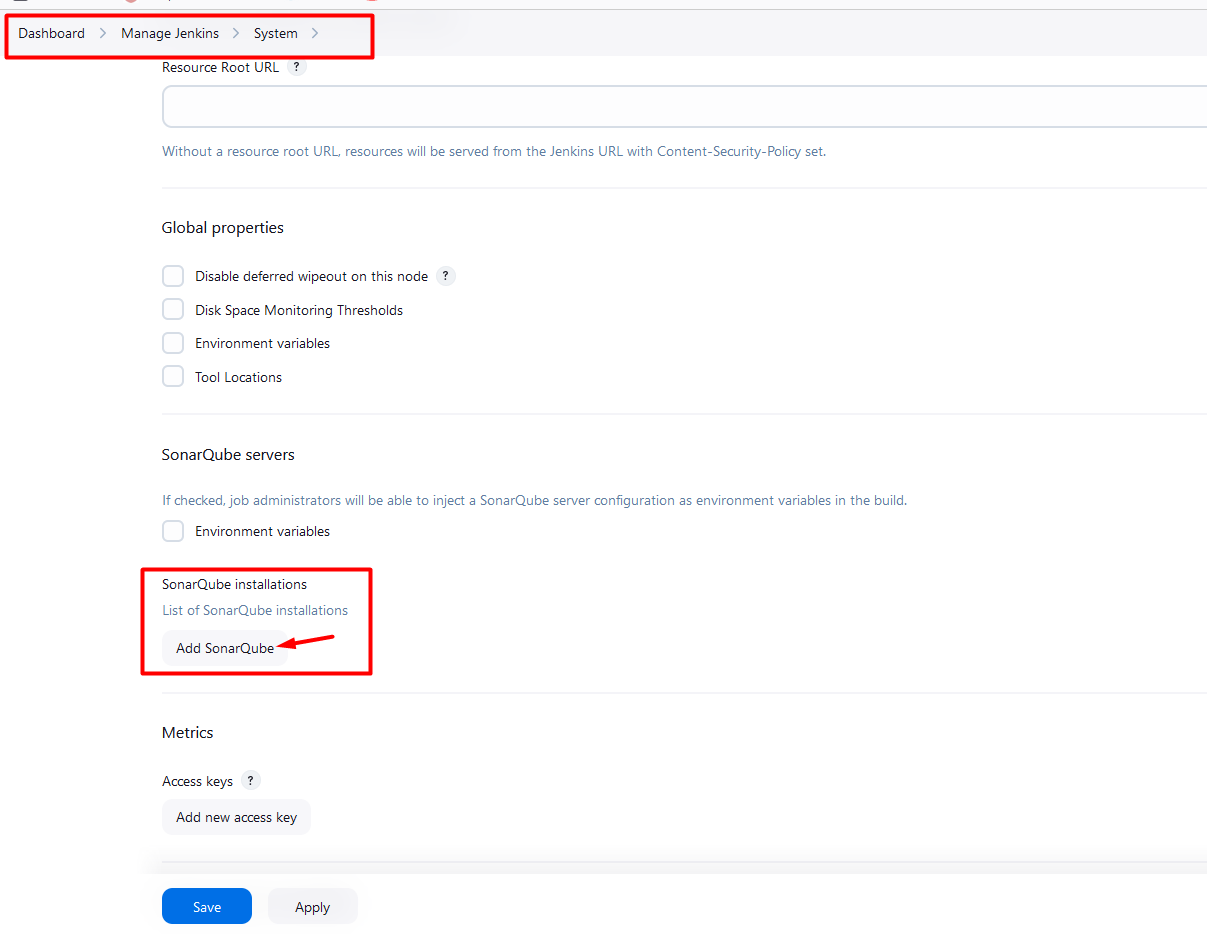 Dashboard > Manage Jenkins > System >
Resource Root URL ?
Without a resource root URL, resources will be served from the Jenkins URL with Content-Security-Policy set.
Global properties
Disable deferred wipeout on this node ?
Disk Space Monitoring Thresholds
Environment variables
Tool Locations
SonarQube servers
If checked, job administrators will be able to inject a SonarQube server configuration as environment variables in the build.
Environment variables
SonarQube installations
List of SonarQube installations
Add SonarQube
Metrics
Access keys ?
Add new access key
Save Apply